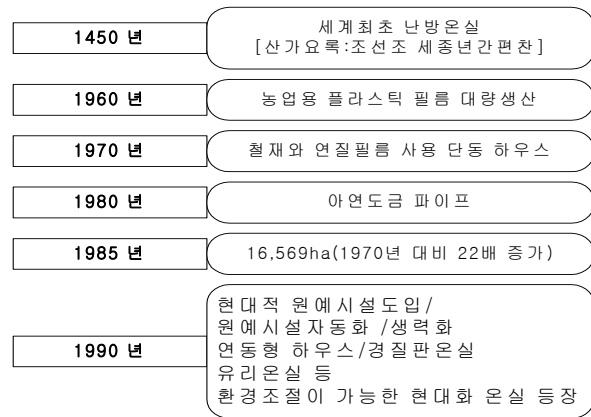 1450 년
세계최초 난방온실
[산가요록:조선조 세종년간편찬]
1960 년
농업용 플라스틱 필름 대량생산
1970 년
철재와 연질필름 사용 단동 하우스
1980 년
아연도금 파이프
1985 년
16,569ha(1970년 대비 22배 증가)
1990 년
현대적 원예시설도입/
원예시설자동화 /생력화
연동형 하우스/경질판온실
유리온실 등
환경조절이 가능한 현대화 온실 등장